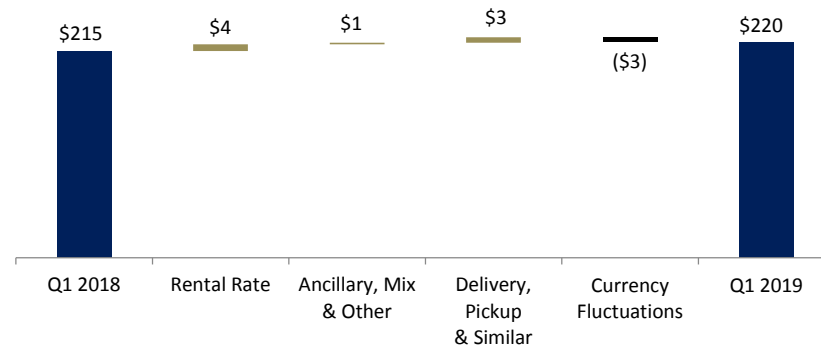 $215
$4
$1
$3
($3)
$220
Q1 2018
Rental Rate
Ancillary, Mix
& Other
Delivery,
Pickup
& Similar
Currency
Fluctuations
Q1 2019